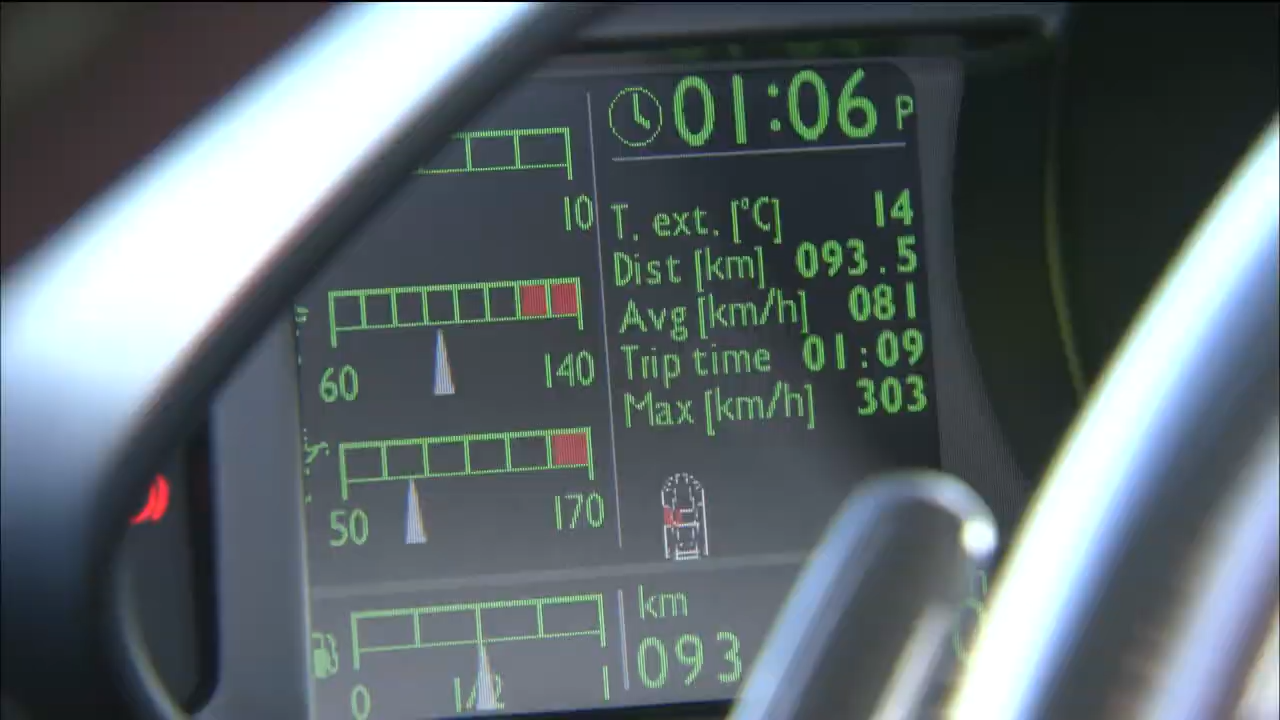 01:06 P
10
T. ext. [°C] 14
Dist [km] 093.5
Avg [km/h] 081
60 140
Trip time 01:09
Max [km/h] 303
50 170
km
093
0 1/2 1